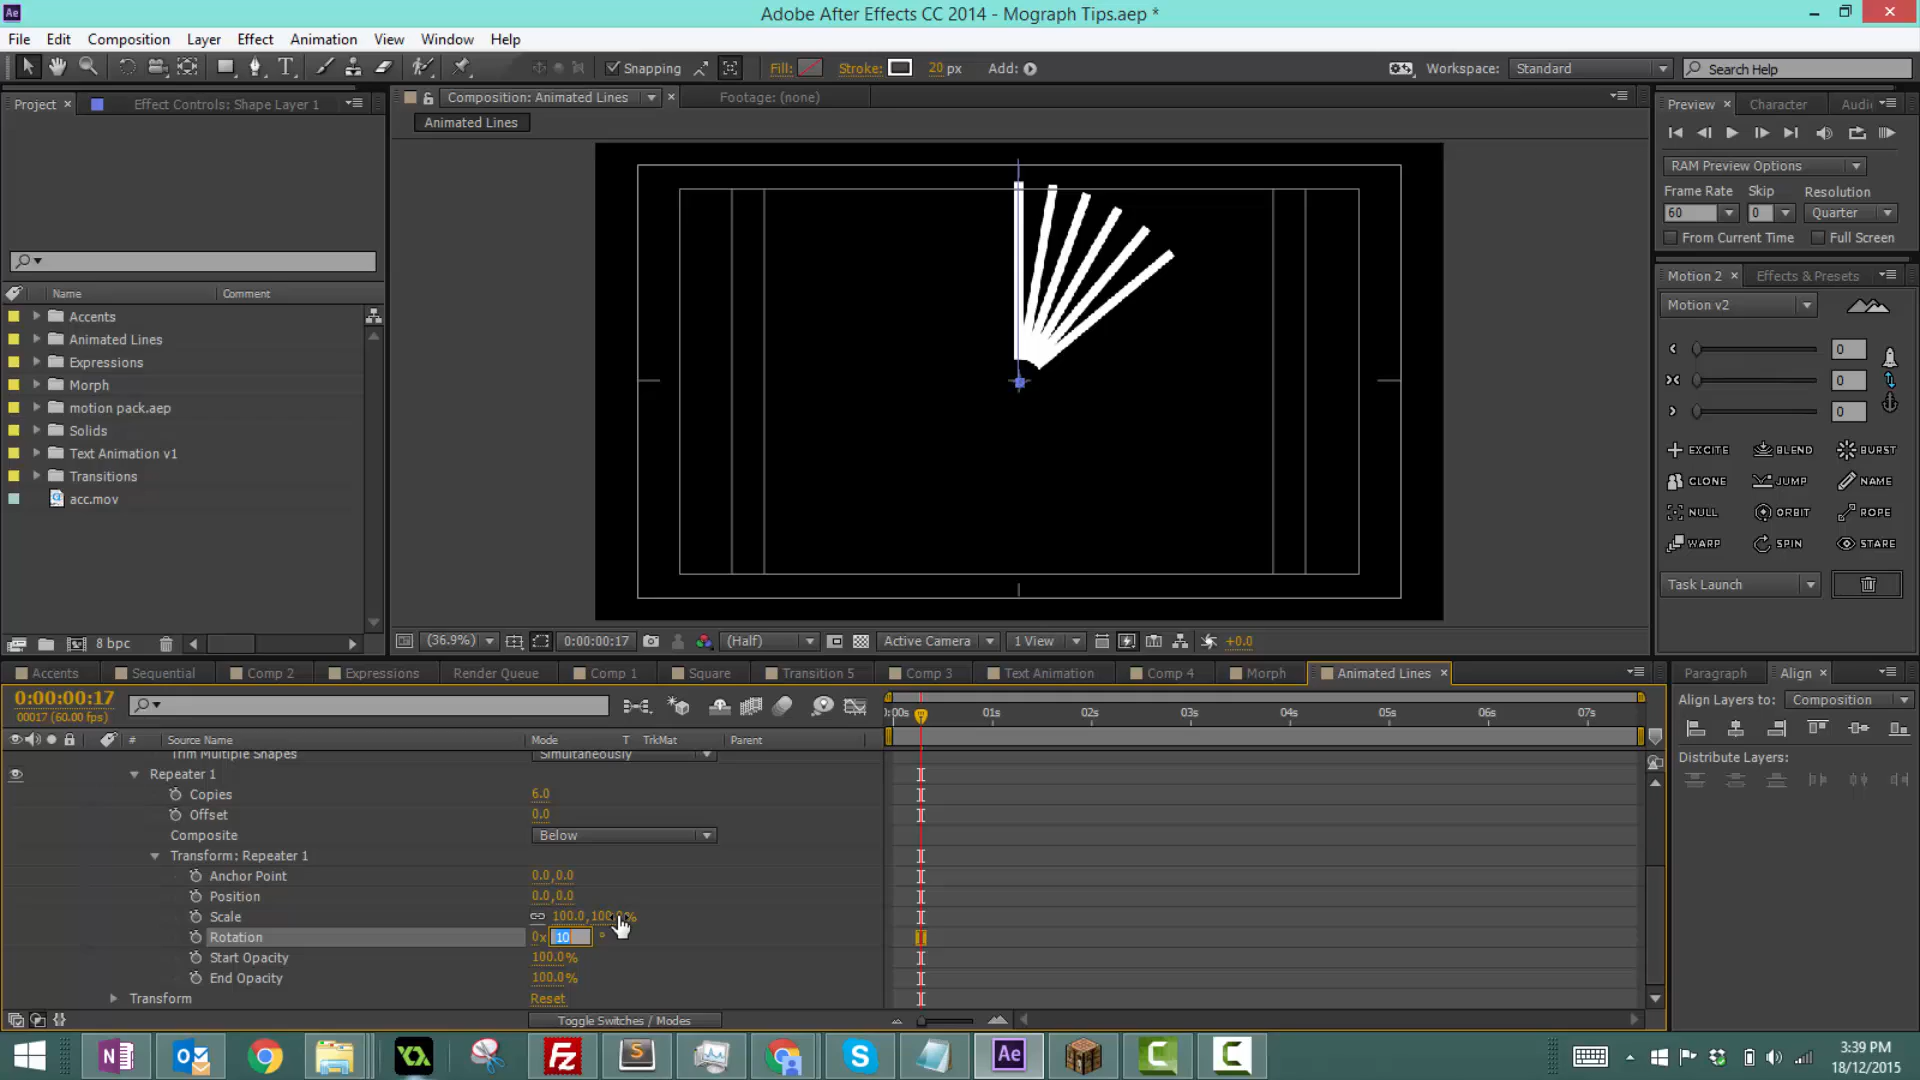 Ae
Adobe After Effects CC 2014 - Mograph Tips.aep *
File Edit Composition Layer Effect Animation View Window Help
Snapping
Fill:
Stroke:
20 px
Add:
Workspace:
Standard
Search Help
Project ×
Effect Controls: Shape Layer 1
Composition: Animated Lines
Footage: (none)
Animated Lines
Preview ×
Character
Audi
RAM Preview Options
Frame Rate Skip Resolution
60 0 Quarter
From Current Time Full Screen
Name Comment
Accents
Animated Lines
Expressions
Morph
motion pack.aep
Solids
Text Animation v1
Transitions
acc.mov
8 bpc
Motion 2 ×
Effects & Presets
Motion v2
0
0
0
EXCITE BLEND BURST
CLONE JUMP NAME
NULL ORBIT ROPE
WARP SPIN STARE
Task Launch
(36.9%)
0:00:00:17
(Half)
Active Camera
1 View
+0.0
Accents Sequential Comp 2 Expressions Render Queue Comp 1 Square Transition 5 Comp 3 Text Animation Comp 4 Morph Animated Lines ×
Paragraph
Align ×
0:00:00:17
00017 (60.00 fps)
:00s 01s 02s 03s 04s 05s 06s 07s
Align Layers to: Composition
Distribute Layers:
# Source Name Mode T TrkMat Parent
Trim Multiple Shapes Simultaneously
Repeater 1
Copies 6.0
Offset 0.0
Composite Below
Transform: Repeater 1
Anchor Point 0.0,0.0
Position 0.0,0.0
Scale 100.0,100.0%
Rotation 0x 10 °
Start Opacity 100.0%
End Opacity 100.0%
Transform Reset
Toggle Switches / Modes
Ae
3:39 PM
18/12/2015